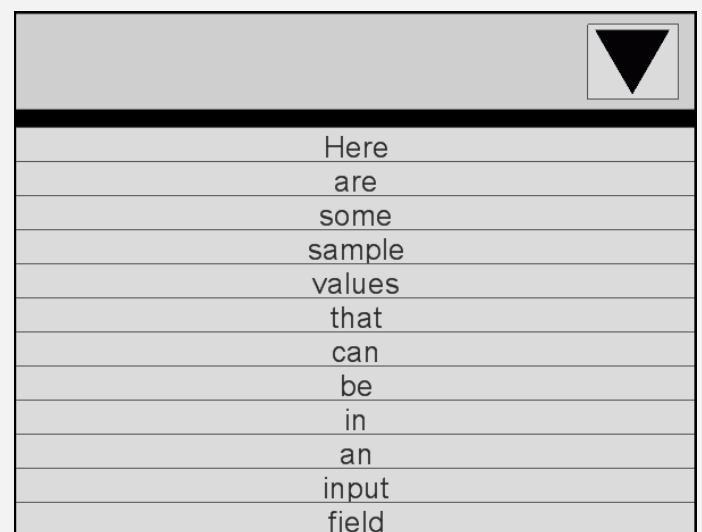 Here
are
some
sample
values
that
can
be
in
an
input
field